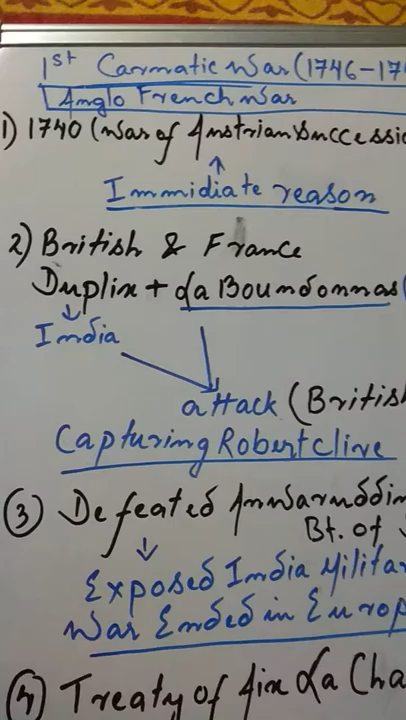 1st Carnatic War (1746-17
Anglo French War
1) 1740 (War of Austrian Successio
Immidiate reason
2) British & France
Duplix + La Boundonnas (
India
attack (British
Capturing Robert Clive
3) Defeated Anwaruddin
Bt. of
Exposed India Milita
War Ended in Europ
4) Treaty of Aix La Cha